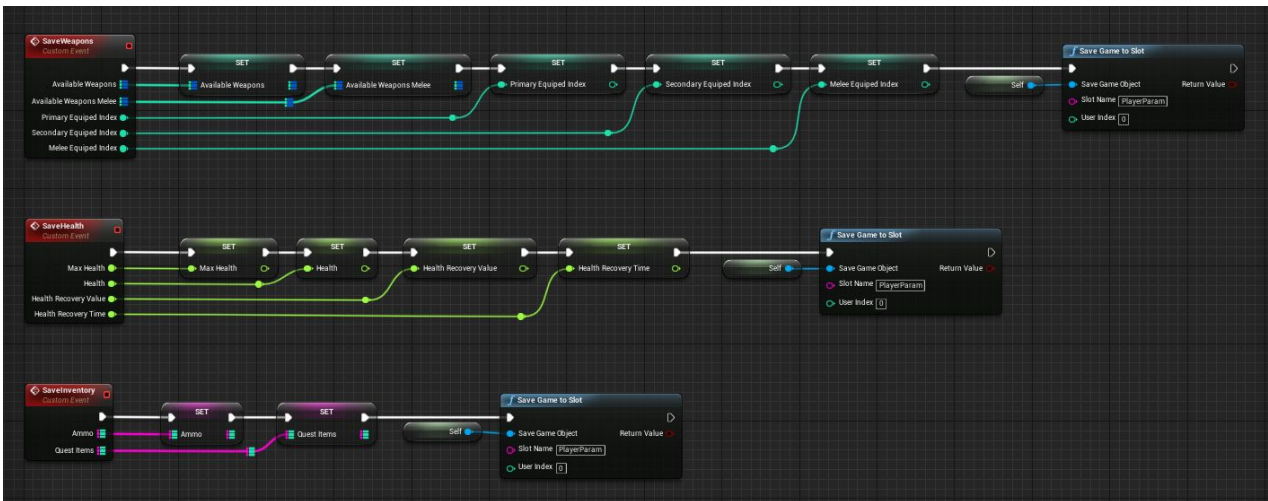 SaveWeapons
Custom Event
Available Weapons
Available Weapons Melee
Primary Equiped Index
Secondary Equiped Index
Melee Equiped Index
SET
Available Weapons
SET
Available Weapons Melee
SET
Primary Equiped Index
SET
Secondary Equiped Index
SET
Melee Equiped Index
Self
Save Game to Slot
Save Game Object
Return Value
Slot Name PlayerParam
User Index 0
SaveHealth
Custom Event
Max Health
Health
Health Recovery Value
Health Recovery Time
SET
Max Health
SET
Health
SET
Health Recovery Value
SET
Health Recovery Time
Self
Save Game to Slot
Save Game Object
Return Value
Slot Name PlayerParam
User Index 0
SaveInventory
Custom Event
Ammo
Quest Items
SET
Ammo
SET
Quest Items
Self
Save Game to Slot
Save Game Object
Return Value
Slot Name PlayerParam
User Index 0